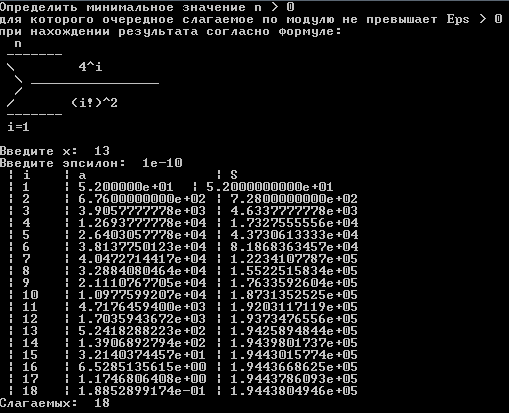 Определить минимальное значение n > 0
для которого очередное слагаемое по модулю не превышает Eps > 0
при нахождении результата согласно формуле:
n
-------
\ 4^i
\ ________________
/
/ (i!)^2
-------
i=1
Введите x: 13
Введите эпсилон: 1e-10
¦ i ¦ a ¦ S
¦ 1 ¦ 5.200000e+01 ¦ 5.2000000000e+01
¦ 2 ¦ 6.7600000000e+02 ¦ 7.2800000000e+02
¦ 3 ¦ 3.9057777778e+03 ¦ 4.6337777778e+03
¦ 4 ¦ 1.2693777778e+04 ¦ 1.7327555556e+04
¦ 5 ¦ 2.6403057778e+04 ¦ 4.3730613333e+04
¦ 6 ¦ 3.8137750123e+04 ¦ 8.1868363457e+04
¦ 7 ¦ 4.0472714417e+04 ¦ 1.2234107787e+05
¦ 8 ¦ 3.2884080464e+04 ¦ 1.5522515834e+05
¦ 9 ¦ 2.1110767705e+04 ¦ 1.7633592604e+05
¦ 10 ¦ 1.0977599207e+04 ¦ 1.8731352525e+05
¦ 11 ¦ 4.7176459400e+03 ¦ 1.9203117119e+05
¦ 12 ¦ 1.7035943672e+03 ¦ 1.9373476556e+05
¦ 13 ¦ 5.2418288223e+02 ¦ 1.9425894844e+05
¦ 14 ¦ 1.3906892794e+02 ¦ 1.9439801737e+05
¦ 15 ¦ 3.2140374457e+01 ¦ 1.9443015774e+05
¦ 16 ¦ 6.5285135615e+00 ¦ 1.9443668625e+05
¦ 17 ¦ 1.1746806408e+00 ¦ 1.9443786093e+05
¦ 18 ¦ 1.8852899174e-01 ¦ 1.9443804946e+05
Слагаемых: 18